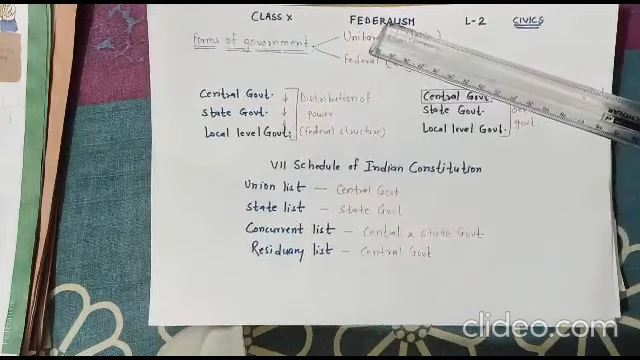 CLASS X FEDERALISM L-2 CIVICS
Forms of government
Unitary
Federal
Central Govt.
State Govt.
Local level Govt.
Distribution of
power
(Federal structure)
Central Govt
State Govt.
Local level Govt.
govt
VII Schedule of Indian Constitution
Union list — Central Govt
State list — State Govt
Concurrent list — Central & State Govt
Residuary list — Central Govt
clideo.com